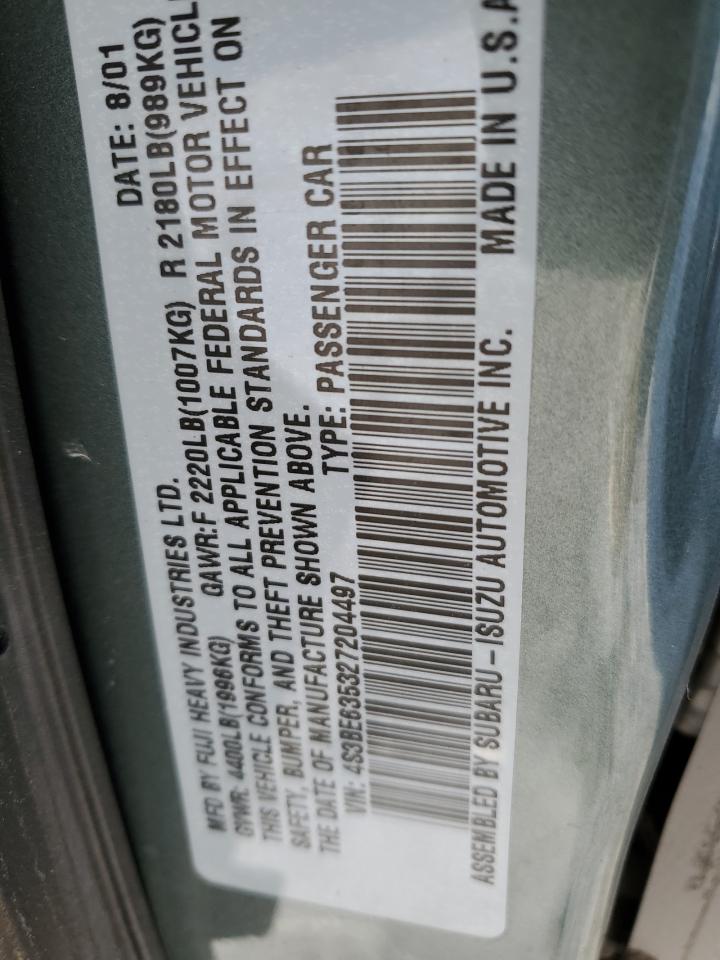 MFD BY FUJI HEAVY INDUSTRIES LTD. DATE: 8/01
GVWR: 4400LB(1996KG) GAWR:F 2220LB(1007KG) R 2180LB(989KG)
THIS VEHICLE CONFORMS TO ALL APPLICABLE FEDERAL MOTOR VEHICL
SAFETY, BUMPER, AND THEFT PREVENTION STANDARDS IN EFFECT ON
THE DATE OF MANUFACTURE SHOWN ABOVE.
VIN: 4S3BE635327204497 TYPE: PASSENGER CAR
ASSEMBLED BY SUBARU-ISUZU AUTOMOTIVE INC. MADE IN U.S.A